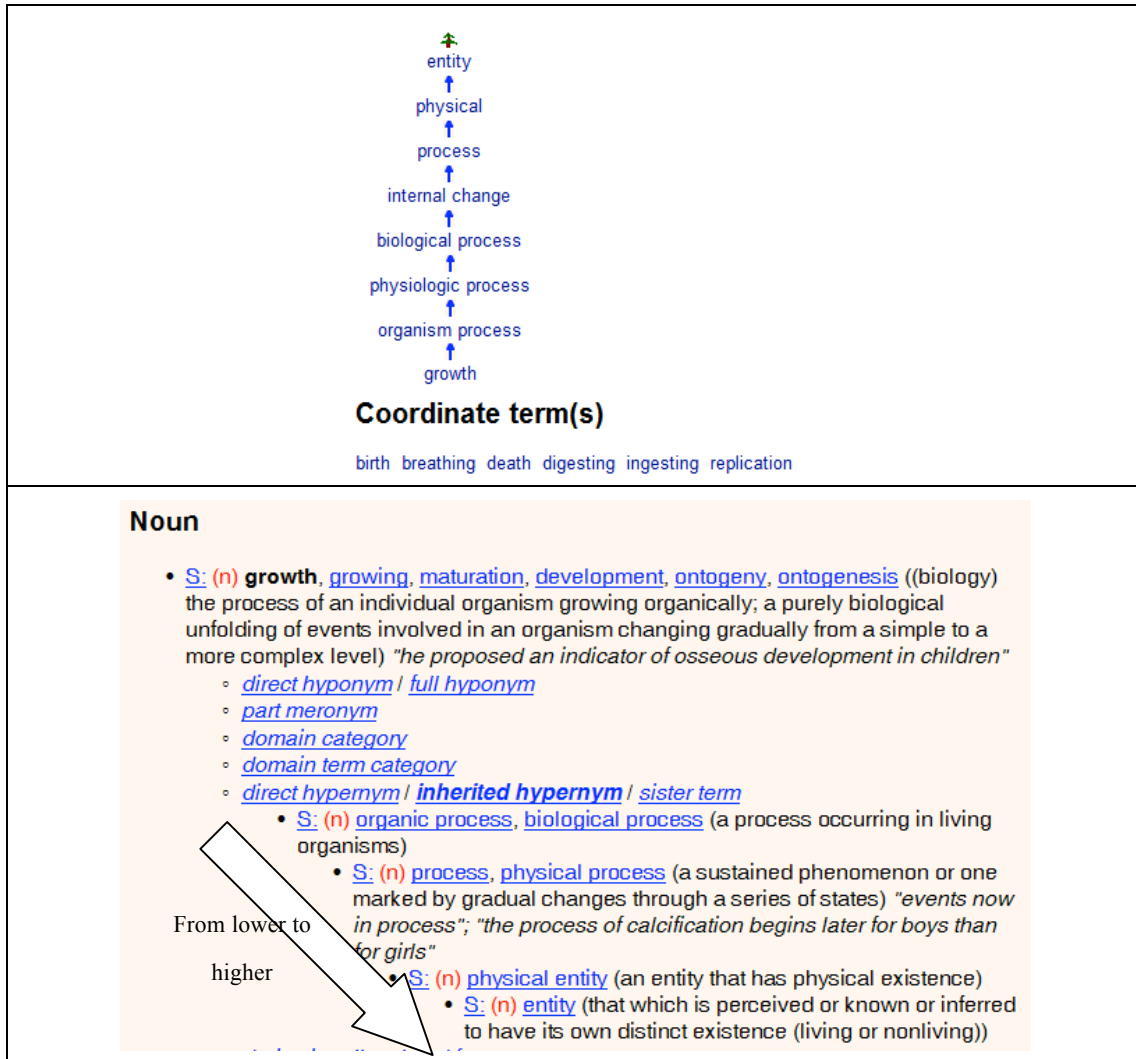 entity
physical
process
internal change
biological process
physiologic process
organism process
growth
Coordinate term(s)
birth breathing death digesting ingesting replication
Noun
• S: (n) growth, growing, maturation, development, ontogeny, ontogenesis ((biology)
the process of an individual organism growing organically; a purely biological
unfolding of events involved in an organism changing gradually from a simple to a
more complex level) "he proposed an indicator of osseous development in children"
◦ direct hyponym / full hyponym
◦ part meronym
◦ domain category
◦ domain term category
◦ direct hypernym / inherited hypernym / sister term
• S: (n) organic process, biological process (a process occurring in living
organisms)
• S: (n) process, physical process (a sustained phenomenon or one
marked by gradual changes through a series of states) "events now
in process"; "the process of calcification begins later for boys than
for girls"
• S: (n) physical entity (an entity that has physical existence)
• S: (n) entity (that which is perceived or known or inferred
to have its own distinct existence (living or nonliving))
From lower to
higher